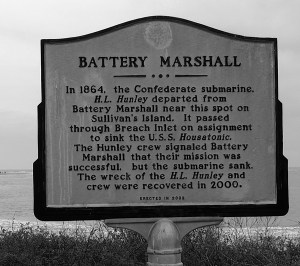 BATTERY MARSHALL
In 1864, the Confederate submarine,
H.L. Hunley departed from
Battery Marshall near this spot on
Sullivan's Island. It passed
through Breach Inlet on assignment
to sink the U.S.S. Housatonic.
The Hunley crew signaled Battery
Marshall that their mission was
successful, but the submarine sank.
The wreck of the H.L. Hunley and
crew were recovered in 2000.
ERECTED IN